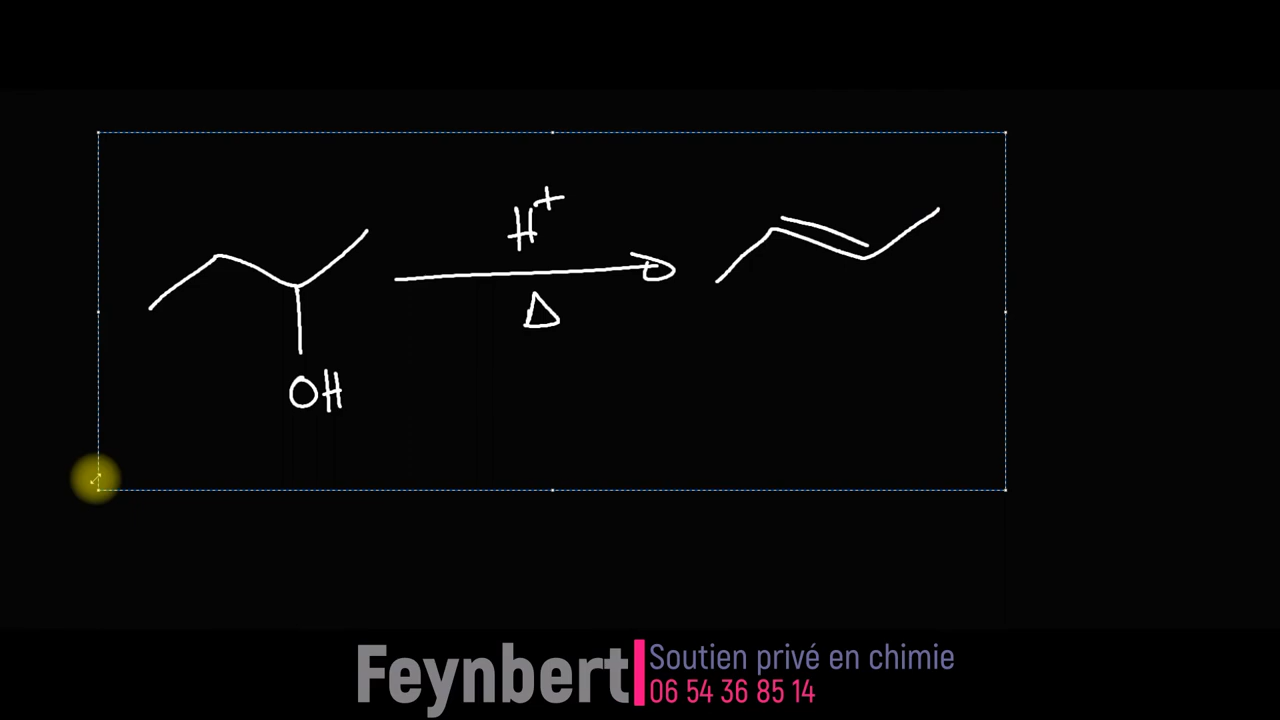 H+
Δ
OH
Feynbert
Soutien privé en chimie
06 54 36 85 14